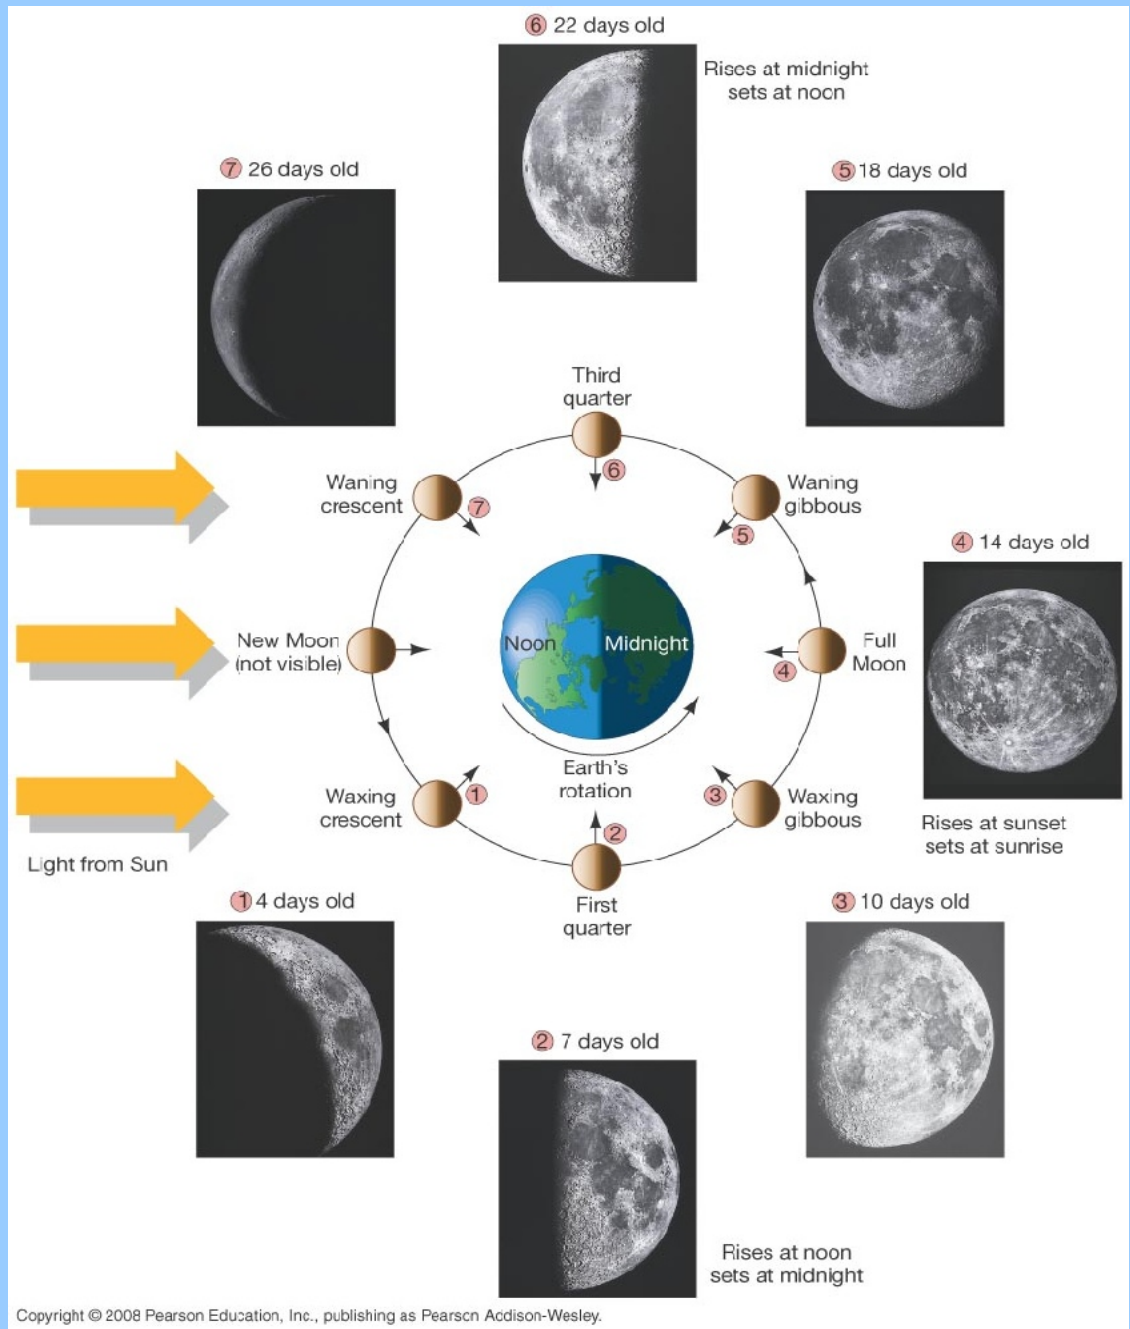 6 22 days old
Rises at midnight
sets at noon
7 26 days old
5 18 days old
Third
quarter
6
Waning
crescent
7
Waning
gibbous
5
4 14 days old
New Moon
(not visible)
Noon
Midnight
Full
Moon
4
Earth's
rotation
Waxing
crescent
1
3
Waxing
gibbous
2
Rises at sunset
sets at sunrise
Light from Sun
1 4 days old
First
quarter
3 10 days old
2 7 days old
Rises at noon
sets at midnight
Copyright © 2008 Pearson Education, Inc., publishing as Pearson Addison-Wesley.